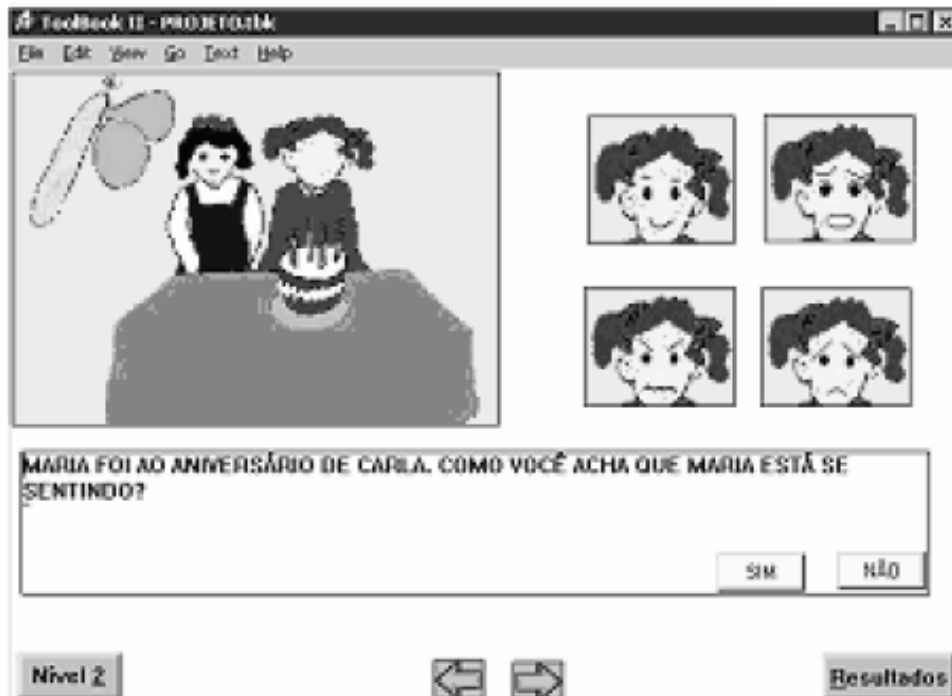 ToolBook II - PROJETO.tbk
File Edit View Go Text Help
MARIA FOI AO ANIVERSÁRIO DE CARLA. COMO VOCÊ ACHA QUE MARIA ESTÁ SE
SENTINDO?
SIM NÃO
Nível 2 Resultados